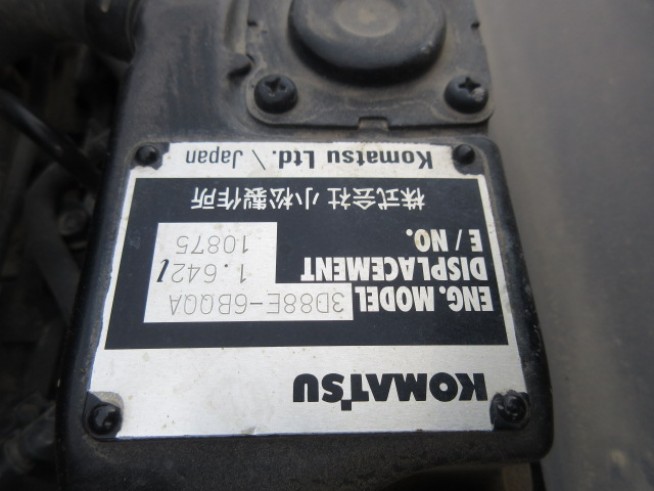 KOMATSU
ENG. MODEL 3D88E-6BQQA
DISPLACEMENT 1.642 l
E / NO. 10875
株式会社 小松製作所
Komatsu Ltd. \ Japan